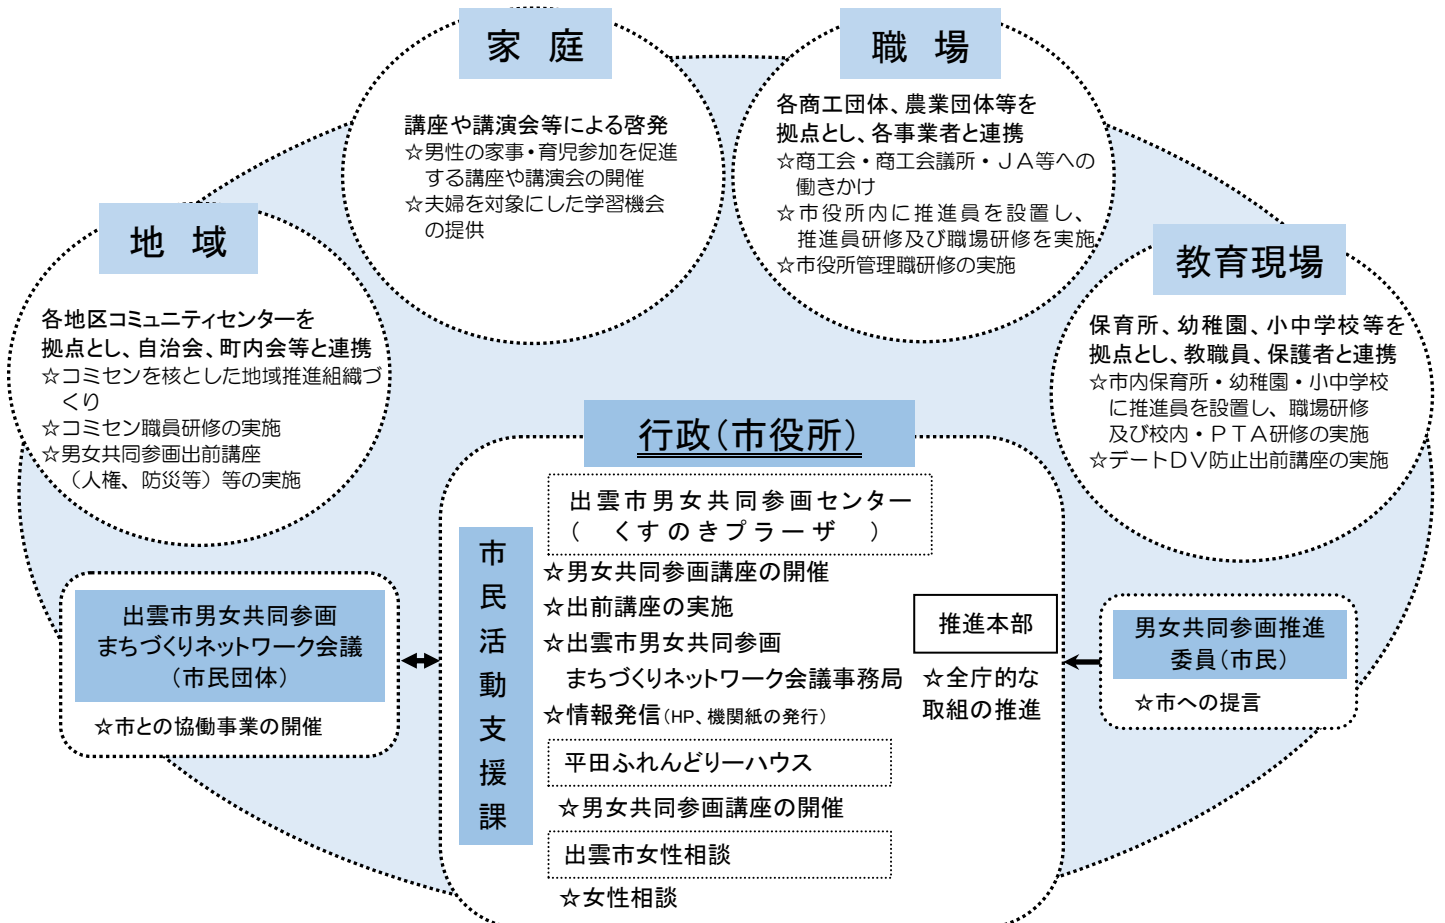 家 庭
講座や講演会等による啓発
☆男性の家事・育児参加を促進
する講座や講演会の開催
☆夫婦を対象にした学習機会
の提供
職 場
各商工団体、農業団体等を
拠点とし、各事業者と連携
☆商工会・商工会議所・ＪＡ等への
働きかけ
☆市役所内に推進員を設置し、
推進員研修及び職場研修を実施
☆市役所管理職研修の実施
地 域
各地区コミュニティセンターを
拠点とし、自治会、町内会等と連携
☆コミセンを核とした地域推進組織づ
くり
☆コミセン職員研修の実施
☆男女共同参画出前講座
（人権、防災等）等の実施
教育現場
保育所、幼稚園、小中学校等を
拠点とし、教職員、保護者と連携
☆市内保育所・幼稚園・小中学校
に推進員を設置し、職場研修
及び校内・ＰＴＡ研修の実施
☆デートＤＶ防止出前講座の実施
行政（市役所）
市民活動支援課
出雲市男女共同参画センター
（ くすのきプラーザ ）
☆男女共同参画講座の開催
☆出前講座の実施
☆出雲市男女共同参画
まちづくりネットワーク会議事務局
☆情報発信（HP、機関紙の発行）
平田ふれんどりーハウス
☆男女共同参画講座の開催
出雲市女性相談
☆女性相談
推進本部
☆全庁的な
取組の推進
出雲市男女共同参画
まちづくりネットワーク会議
（市民団体）
☆市との協働事業の開催
男女共同参画推進
委員（市民）
☆市への提言